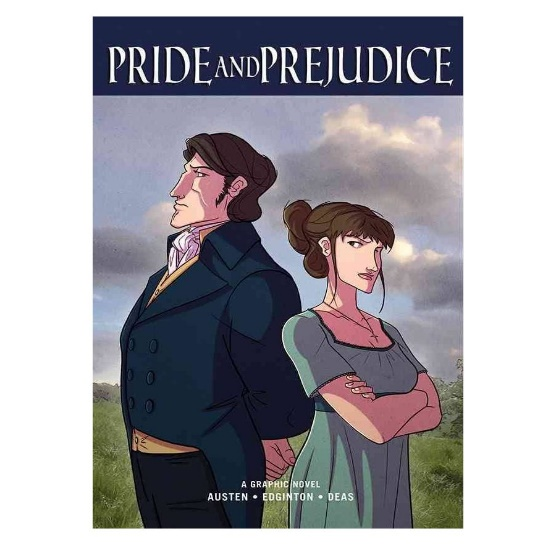 PRIDE AND PREJUDICE
A GRAPHIC NOVEL
AUSTEN • EDGINTON • DEAS